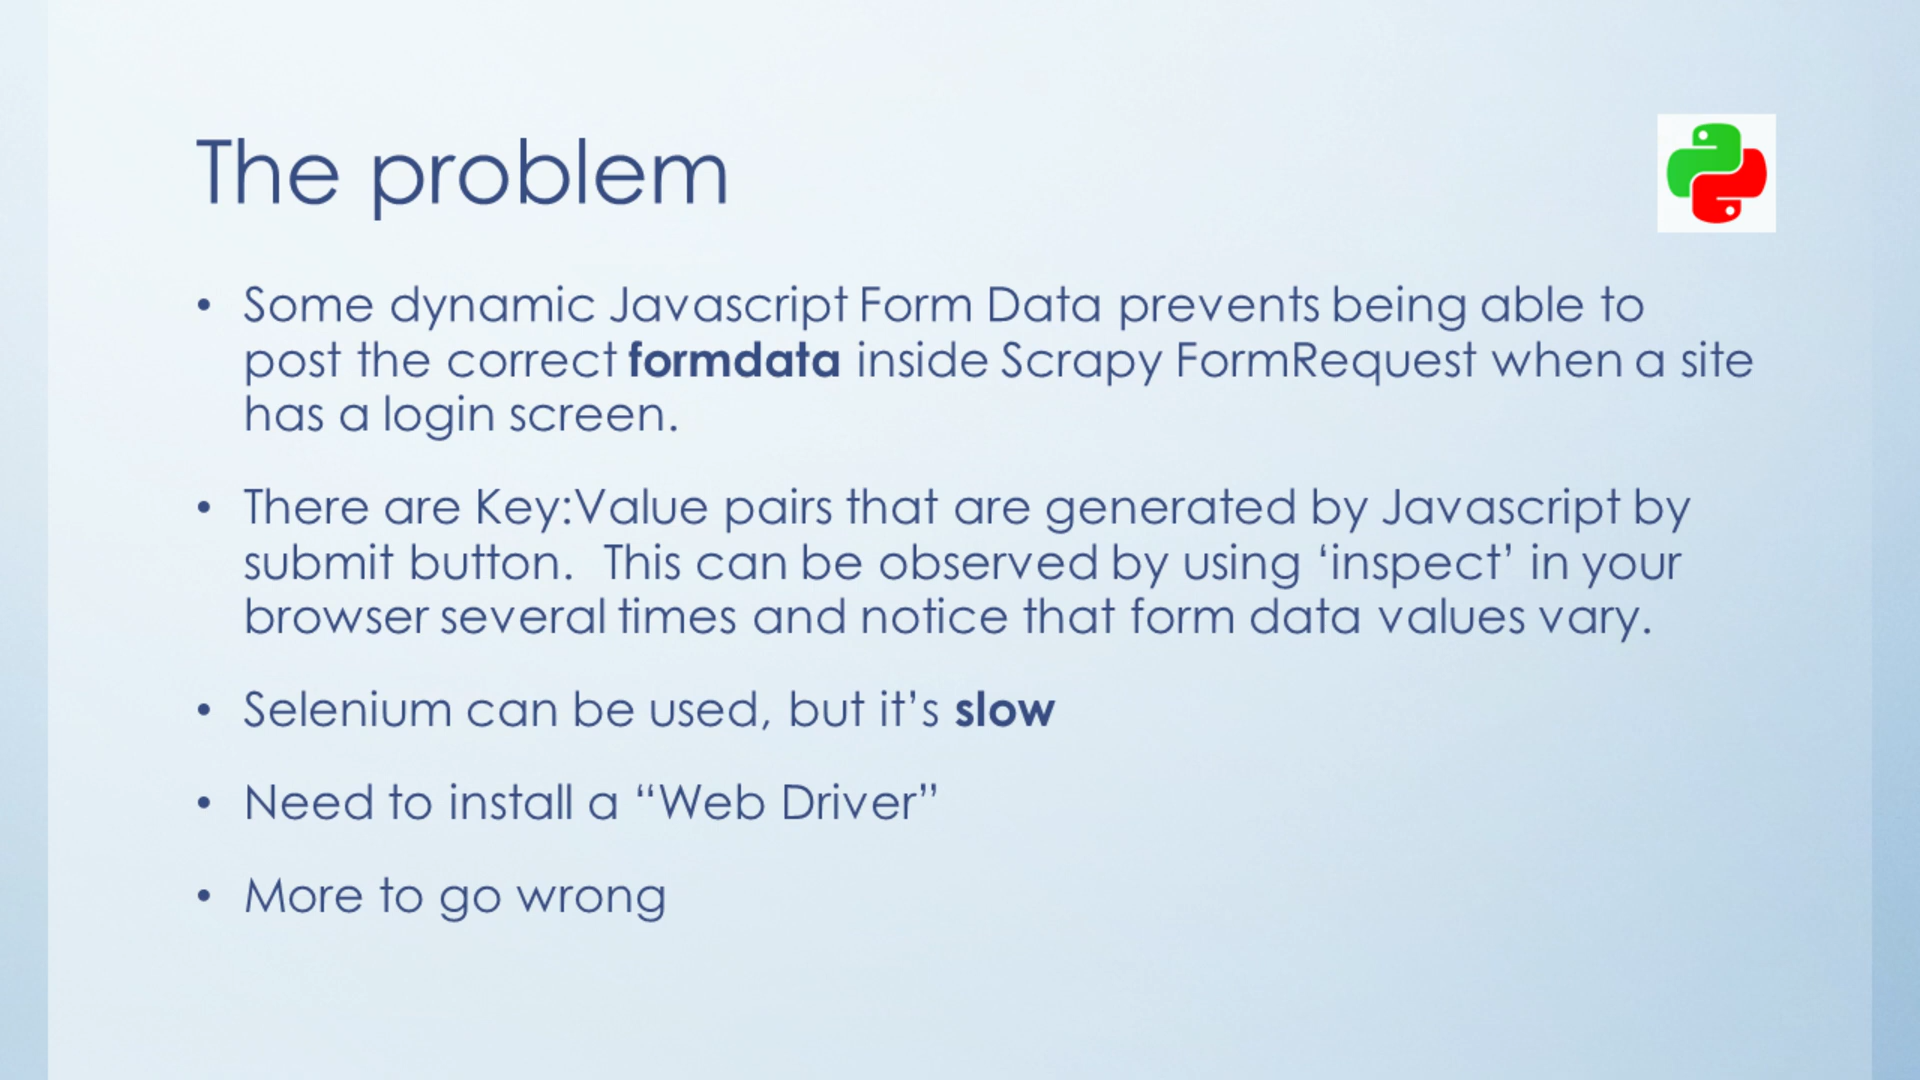 The problem
• Some dynamic Javascript Form Data prevents being able to
post the correct formdata inside Scrapy FormRequest when a site
has a login screen.
• There are Key:Value pairs that are generated by Javascript by
submit button.  This can be observed by using ‘inspect’ in your
browser several times and notice that form data values vary.
• Selenium can be used, but it’s slow
• Need to install a “Web Driver”
• More to go wrong